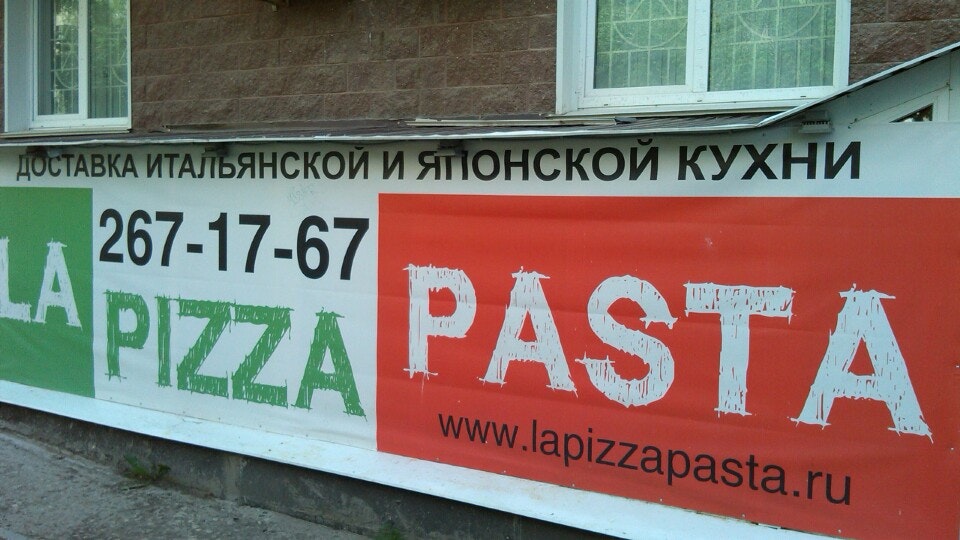 ДОСТАВКА ИТАЛЬЯНСКОЙ И ЯПОНСКОЙ КУХНИ
267-17-67
LA PIZZA PASTA
www.lapizzapasta.ru